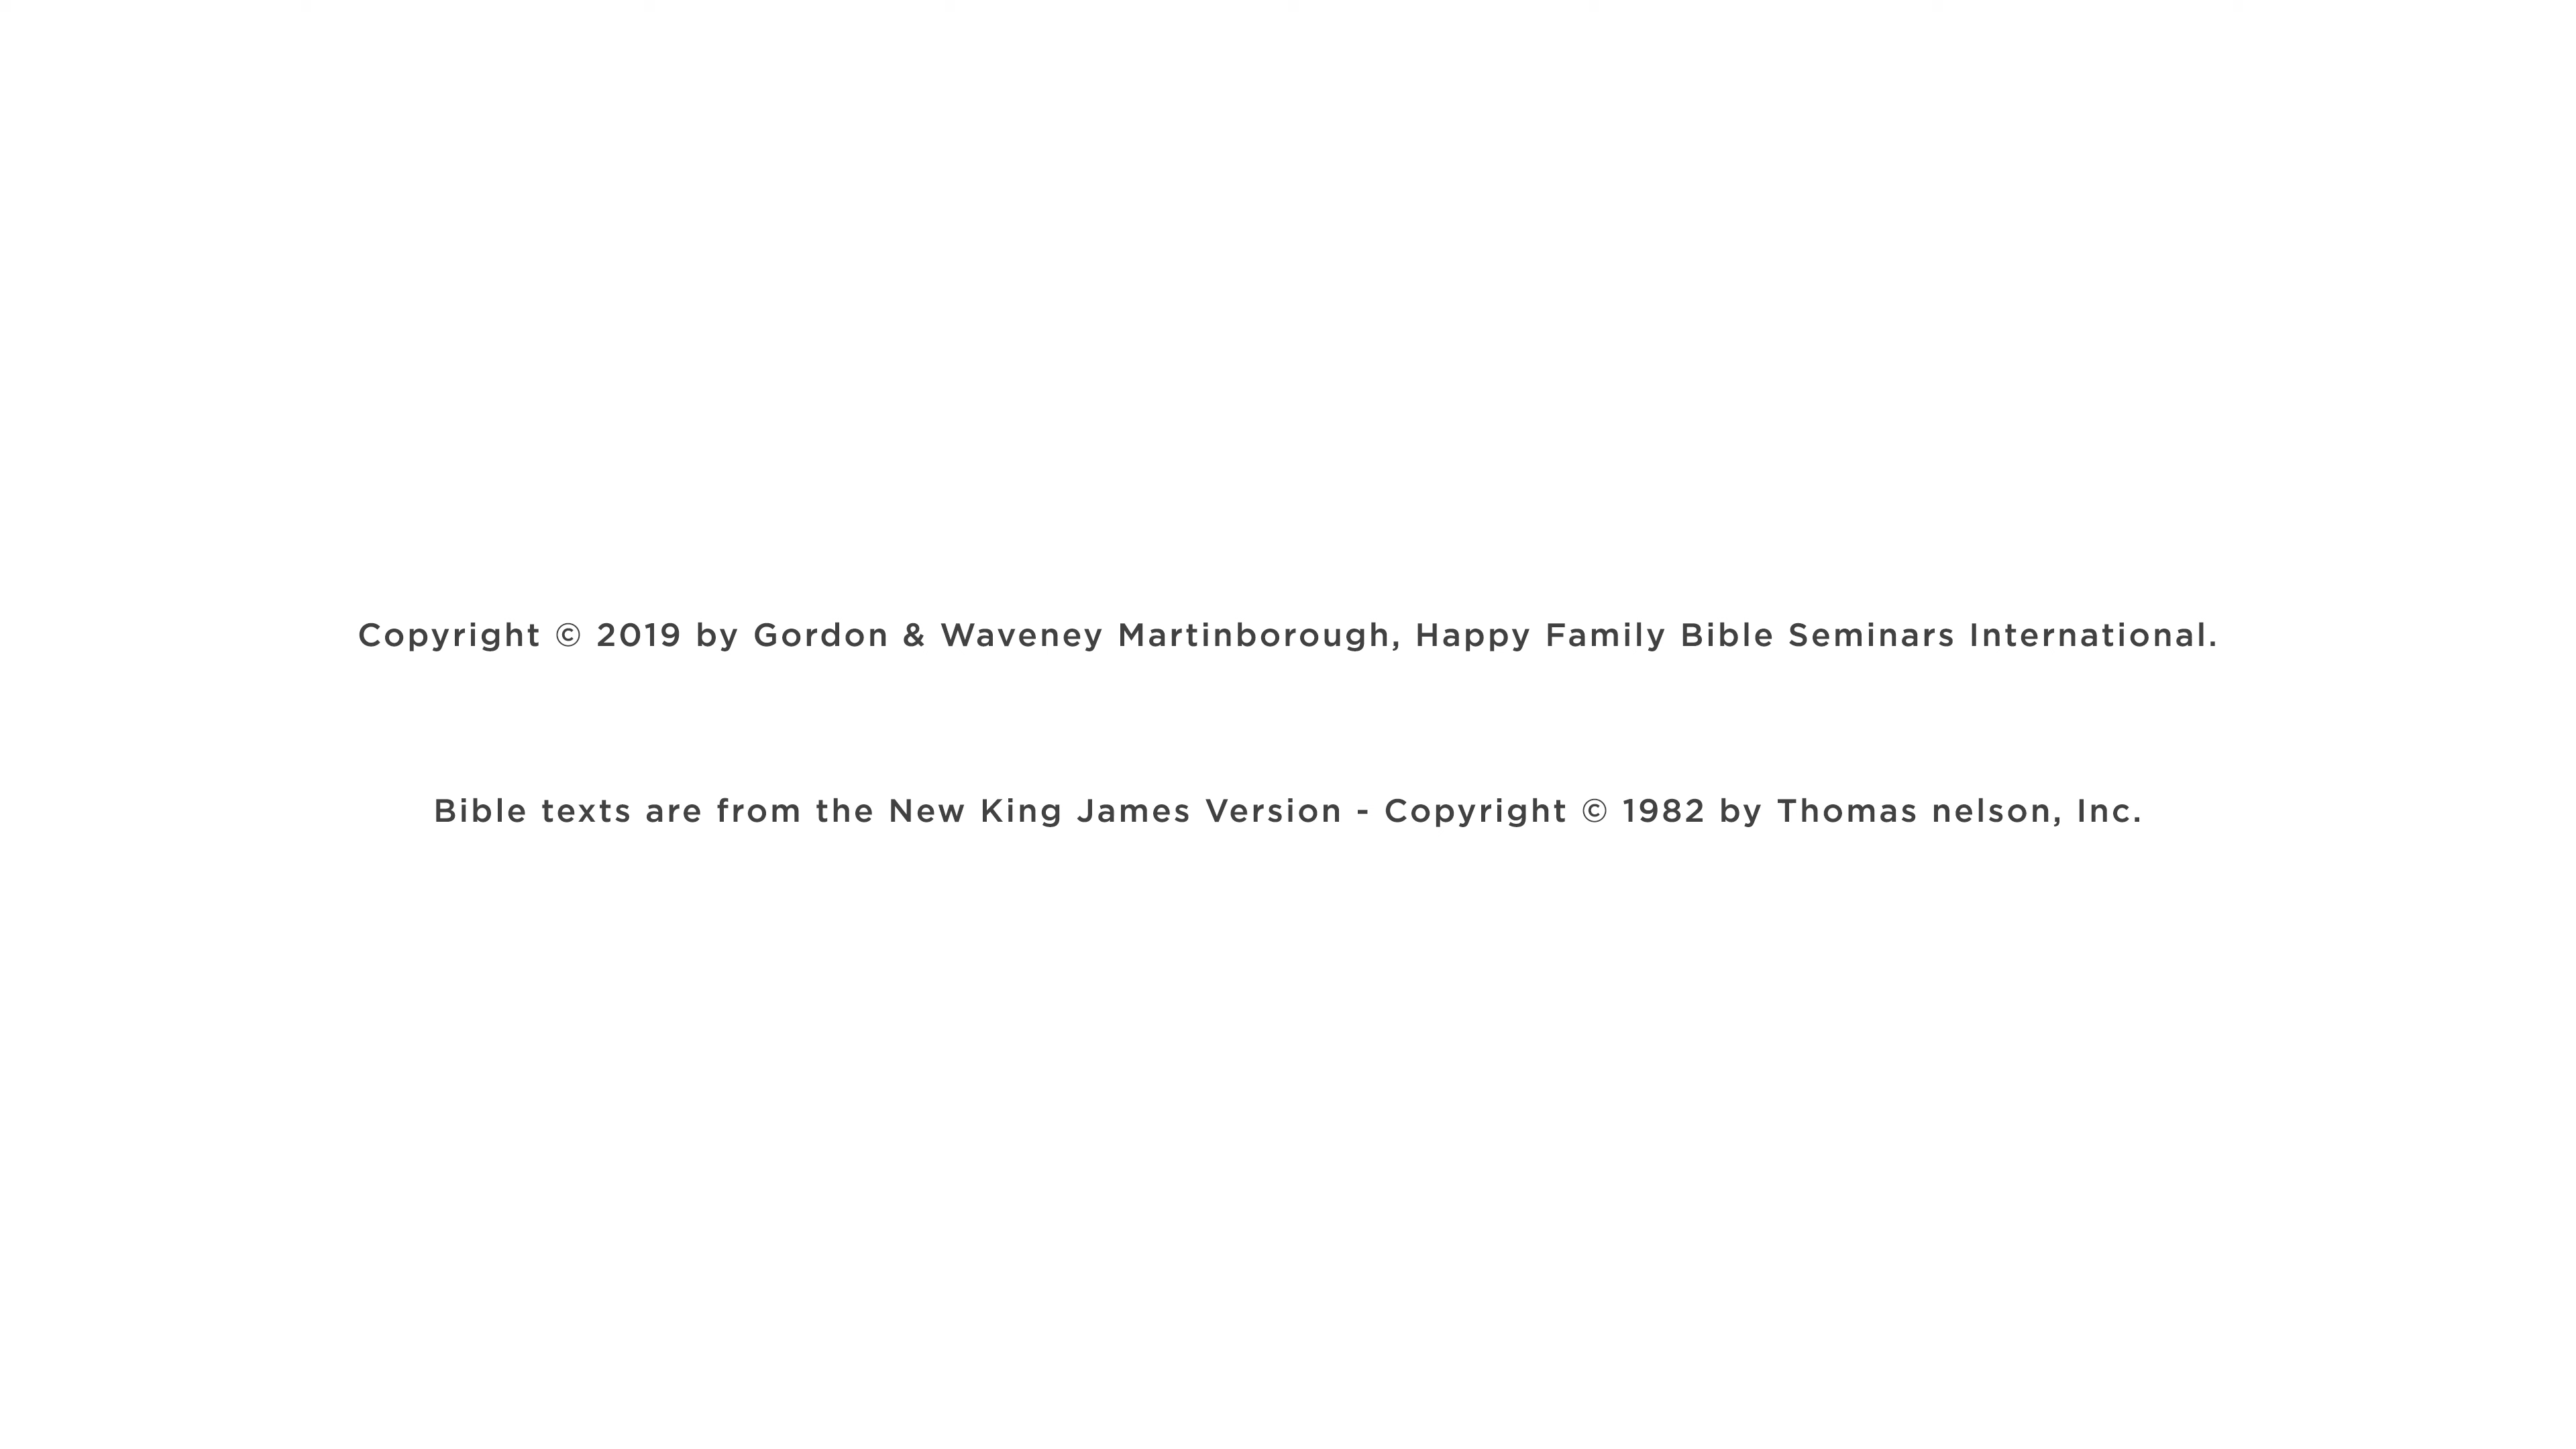 Copyright © 2019 by Gordon & Waveney Martinborough, Happy Family Bible Seminars International.
Bible texts are from the New King James Version - Copyright © 1982 by Thomas nelson, Inc.